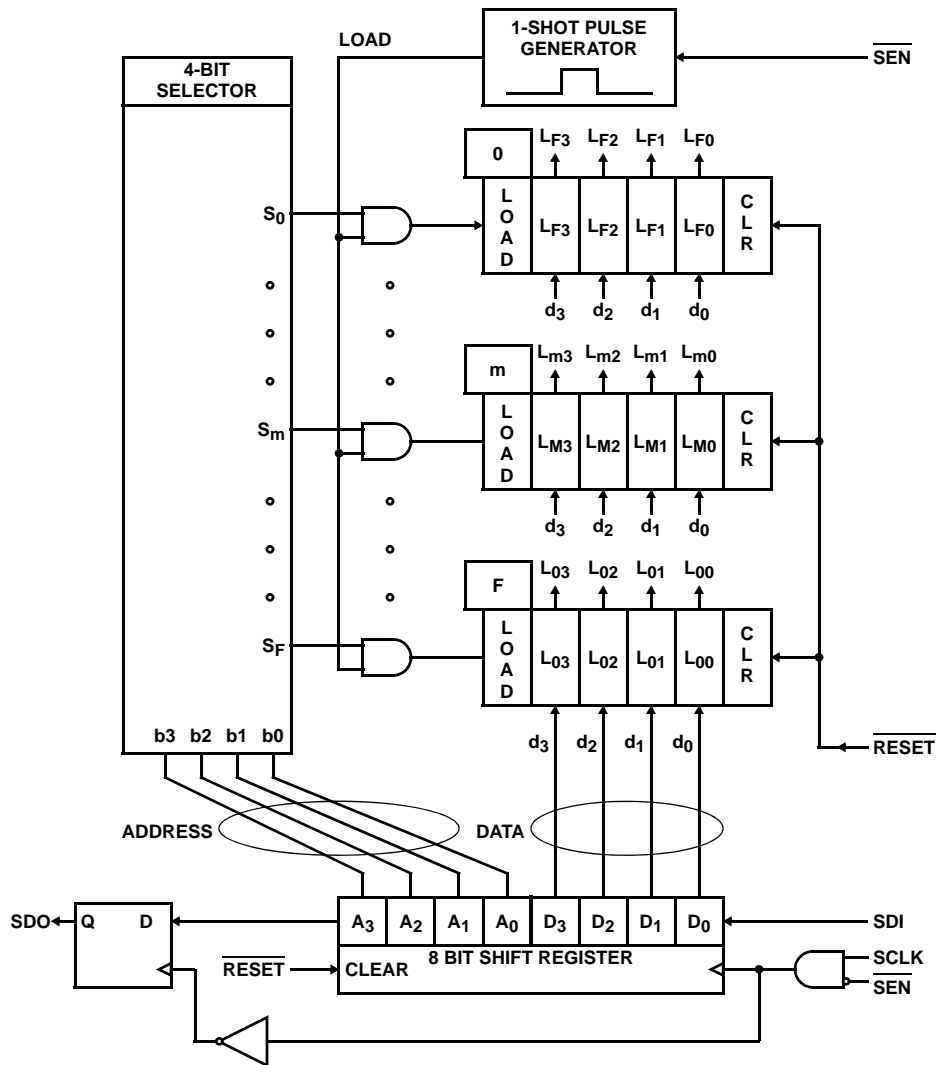 1-SHOT PULSE
GENERATOR
LOAD
SEN
4-BIT
SELECTOR
LF3 LF2 LF1 LF0
0
S0
LOAD
LF3 LF2 LF1 LF0
CLR
d3 d2 d1 d0
Lm3 Lm2 Lm1 Lm0
m
Sm
LOAD
LM3 LM2 LM1 LM0
CLR
d3 d2 d1 d0
L03 L02 L01 L00
F
SF
LOAD
L03 L02 L01 L00
CLR
b3 b2 b1 b0
d3 d2 d1 d0
RESET
ADDRESS
DATA
SDO
Q D
A3 A2 A1 A0 D3 D2 D1 D0
SDI
8 BIT SHIFT REGISTER
RESET
CLEAR
SCLK
SEN